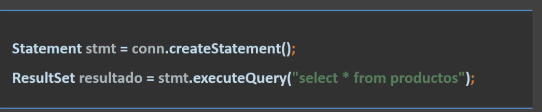 Statement stmt = conn.createStatement();
ResultSet resultado = stmt.executeQuery("select * from productos");